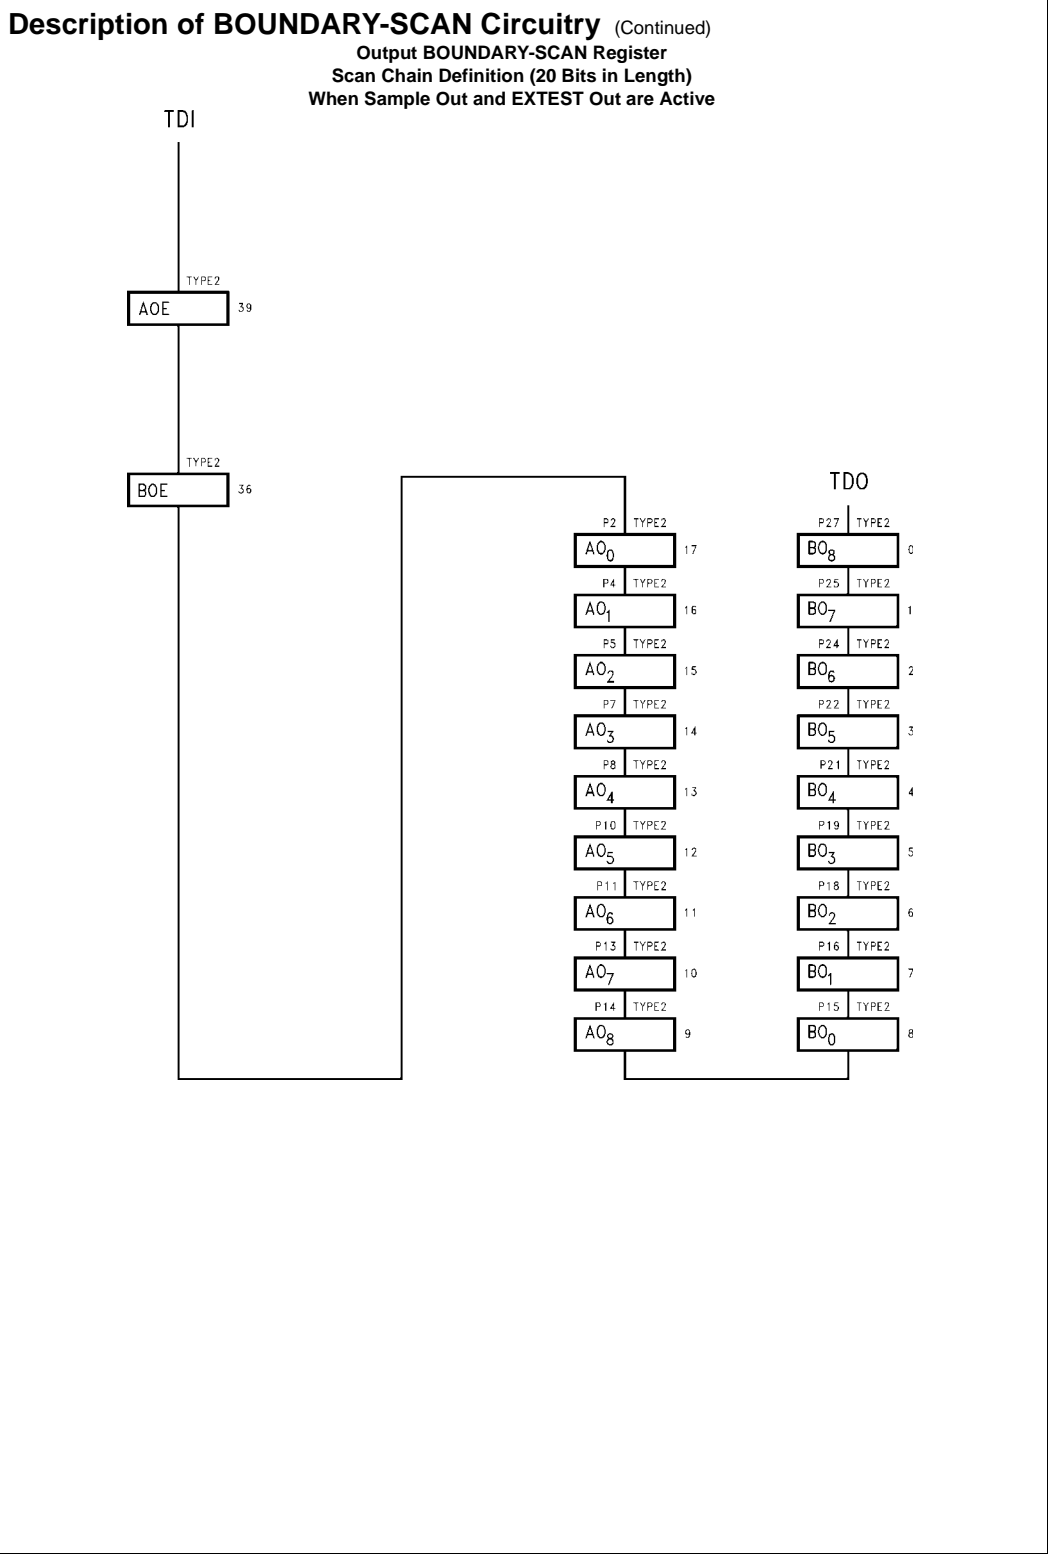 Description of BOUNDARY-SCAN Circuitry (Continued)
Output BOUNDARY-SCAN Register
Scan Chain Definition (20 Bits in Length)
When Sample Out and EXTEST Out are Active
TDI
TYPE2
AOE 39
TYPE2
BOE 36
P2 TYPE2
AO0 17
P4 TYPE2
AO1 16
P5 TYPE2
AO2 15
P7 TYPE2
AO3 14
P8 TYPE2
AO4 13
P10 TYPE2
AO5 12
P11 TYPE2
AO6 11
P13 TYPE2
AO7 10
P14 TYPE2
AO8 9
TDO
P27 TYPE2
BO8 0
P25 TYPE2
BO7 1
P24 TYPE2
BO6 2
P22 TYPE2
BO5 3
P21 TYPE2
BO4 4
P19 TYPE2
BO3 5
P18 TYPE2
BO2 6
P16 TYPE2
BO1 7
P15 TYPE2
BO0 8